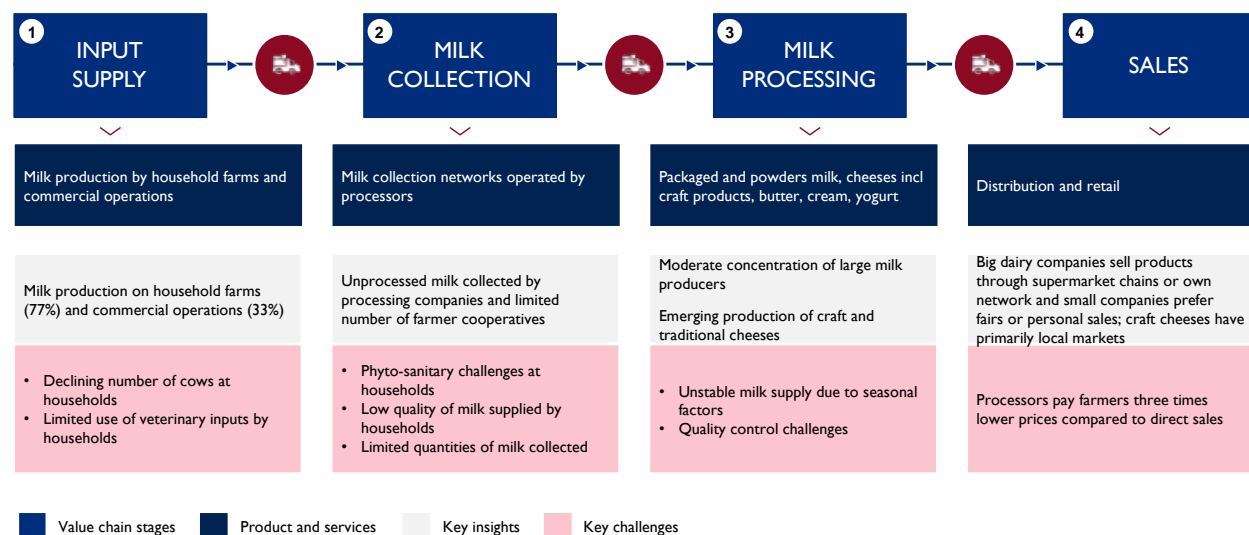 1
INPUT
SUPPLY
2
MILK
COLLECTION
3
MILK
PROCESSING
4
SALES
Milk production by household farms and
commercial operations
Milk collection networks operated by
processors
Packaged and powders milk, cheeses incl
craft products, butter, cream, yogurt
Distribution and retail
Milk production on household farms
(77%) and commercial operations (33%)
Unprocessed milk collected by
processing companies and limited
number of farmer cooperatives
Moderate concentration of large milk
producers
Emerging production of craft and
traditional cheeses
Big dairy companies sell products
through supermarket chains or own
network and small companies prefer
fairs or personal sales; craft cheeses have
primarily local markets
• Declining number of cows at
households
• Limited use of veterinary inputs by
households
• Phyto-sanitary challenges at
households
• Low quality of milk supplied by
households
• Limited quantities of milk collected
• Unstable milk supply due to seasonal
factors
• Quality control challenges
Processors pay farmers three times
lower prices compared to direct sales
Value chain stages
Product and services
Key insights
Key challenges